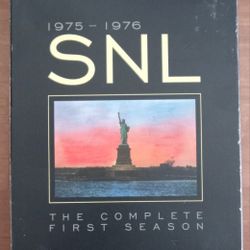 1975 – 1976
SNL
THE COMPLETE
FIRST SEASON